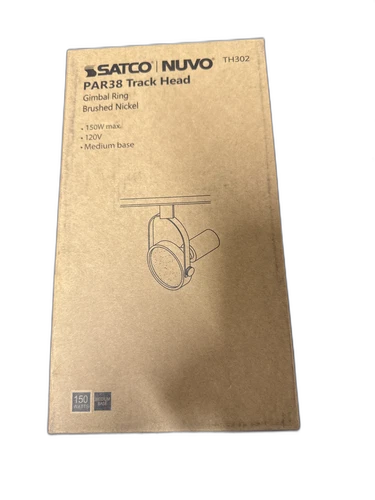 SATCO | NUVO TH302
PAR38 Track Head
Gimbal Ring
Brushed Nickel
• 150W max.
• 120V
• Medium base
150